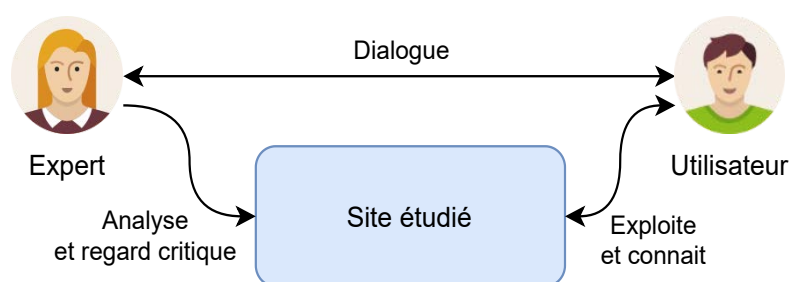 Dialogue
Expert
Utilisateur
Site étudié
Analyse
et regard critique
Exploite
et connait